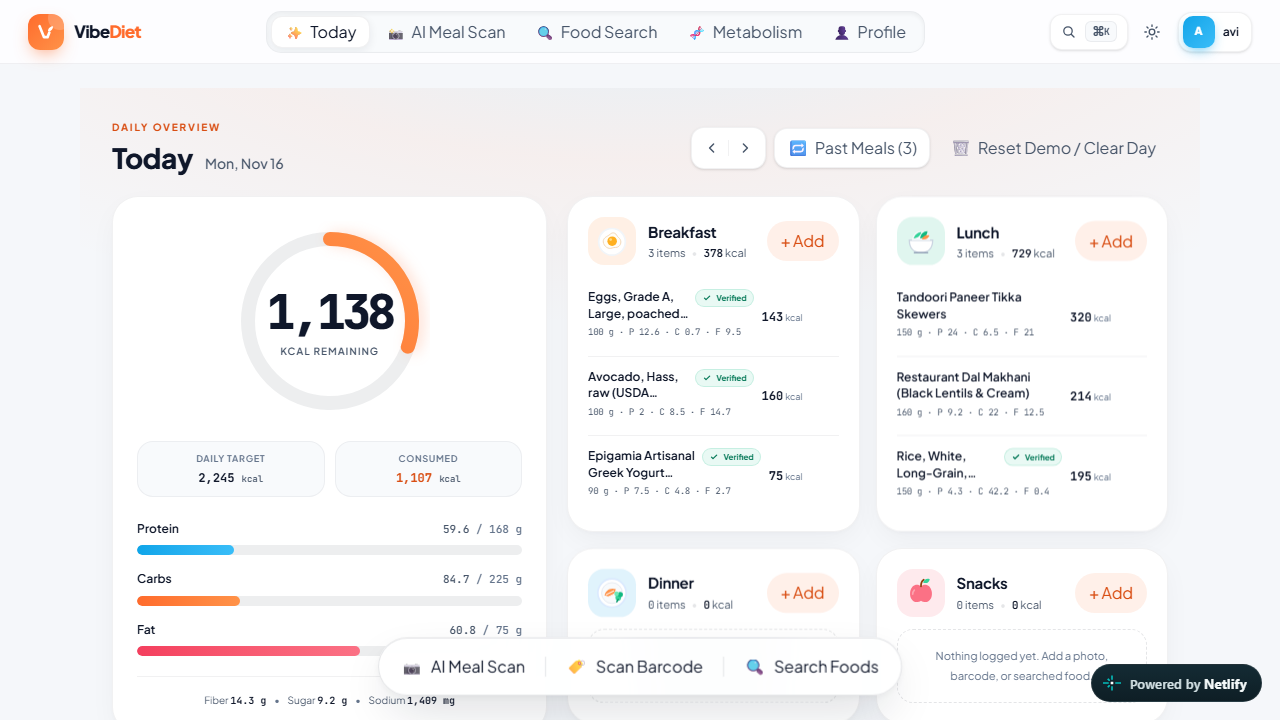 VibeDiet
Today
AI Meal Scan
Food Search
Metabolism
Profile
⌘K
A
avi
DAILY OVERVIEW
Today Mon, Nov 16
Past Meals (3)
Reset Demo / Clear Day
1,138
KCAL REMAINING
DAILY TARGET
2,245 kcal
CONSUMED
1,107 kcal
Protein 59.6 / 168 g
Carbs 84.7 / 225 g
Fat 60.8 / 75 g
Fiber 14.3 g • Sugar 9.2 g • Sodium 1,409 mg
Breakfast
3 items • 378 kcal
+ Add
Eggs, Grade A,
Large, poached…
Verified
143 kcal
100 g · P 12.6 · C 0.7 · F 9.5
Avocado, Hass,
raw (USDA…
Verified
160 kcal
100 g · P 2 · C 8.5 · F 14.7
Epigamia Artisanal
Greek Yogurt…
Verified
75 kcal
90 g · P 7.5 · C 4.8 · F 2.7
Lunch
3 items • 729 kcal
+ Add
Tandoori Paneer Tikka
Skewers
320 kcal
150 g · P 24 · C 6.5 · F 21
Restaurant Dal Makhani
(Black Lentils & Cream)
214 kcal
160 g · P 9.2 · C 22 · F 12.5
Rice, White,
Long-Grain,…
Verified
195 kcal
150 g · P 4.3 · C 42.2 · F 0.4
Dinner
0 items • 0 kcal
+ Add
Snacks
0 items • 0 kcal
+ Add
Nothing logged yet. Add a photo,
barcode, or searched food
AI Meal Scan
Scan Barcode
Search Foods
Powered by Netlify